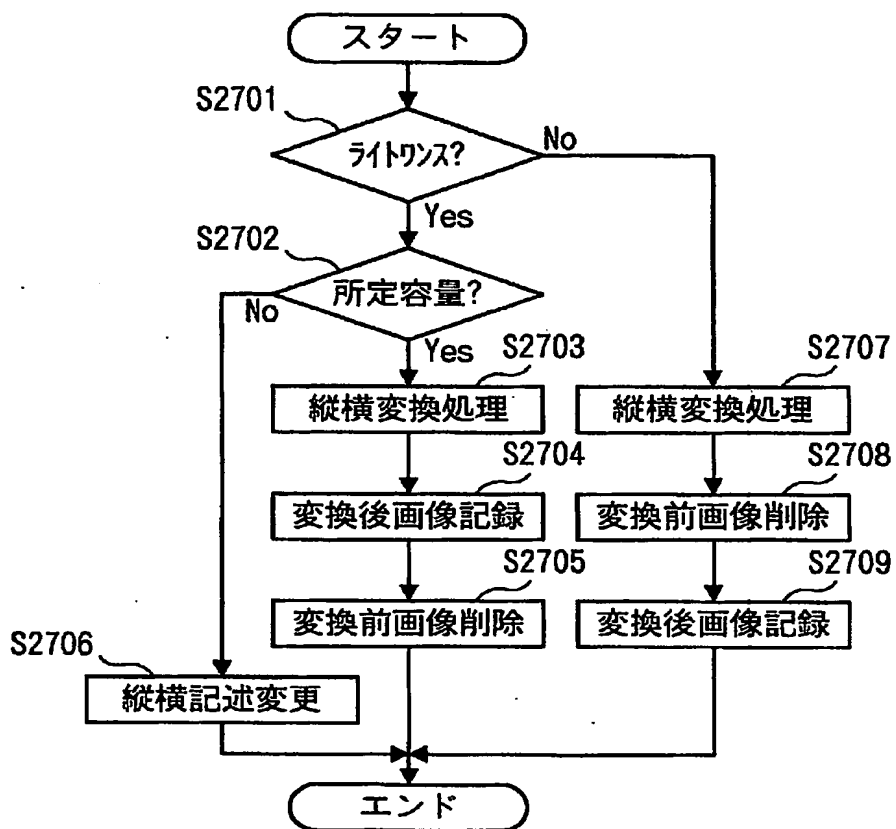 スタート
S2701
ライトワンス?
No
Yes
S2702
所定容量?
No
Yes
S2703
縦横変換処理
S2707
縦横変換処理
S2704
変換後画像記録
S2708
変換前画像削除
S2705
変換前画像削除
S2709
変換後画像記録
S2706
縦横記述変更
エンド